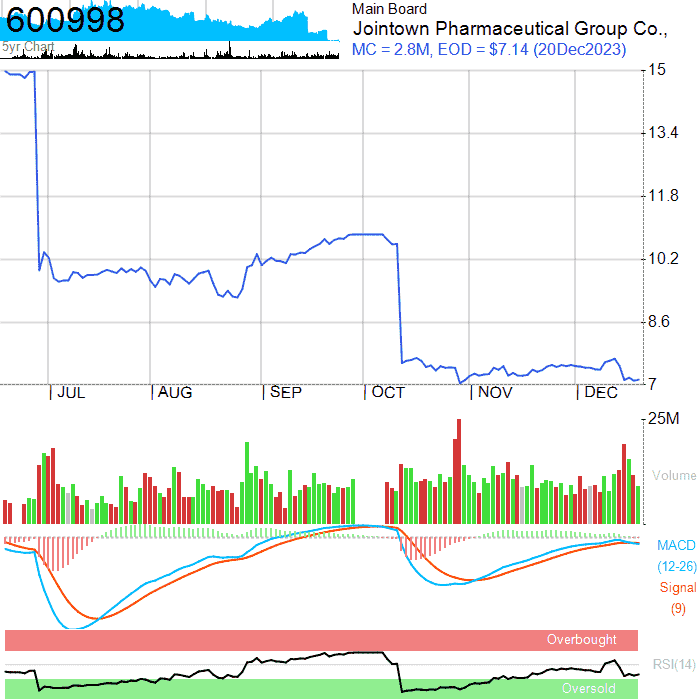 600998
5yr Chart
Main Board
Jointown Pharmaceutical Group Co.,
MC = 2.8M, EOD = $7.14 (20Dec2023)
15
13.4
11.8
10.2
8.6
7
JUL AUG SEP OCT NOV DEC
25M
Volume
MACD
(12-26)
Signal
(9)
Overbought
RSI(14)
Oversold